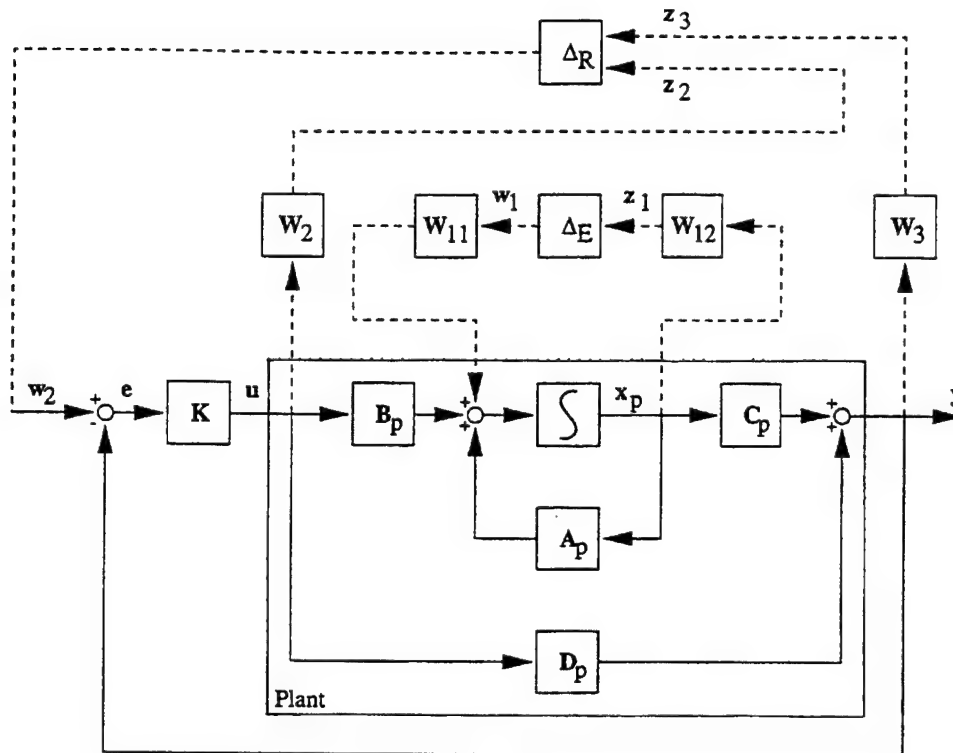 z3
ΔR
z2
W2
W11
w1
ΔE
z1
W12
W3
w2
+
-
e
K
u
Bp
+
+
∫
xp
Cp
+
+
Ap
Dp
Plant